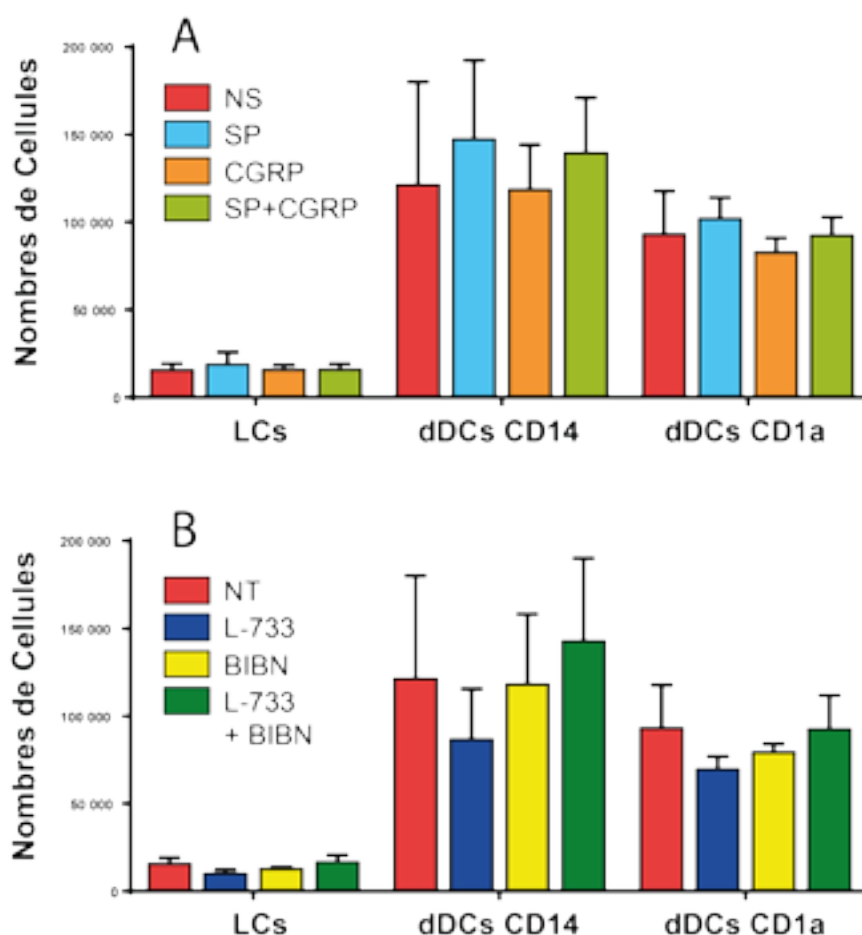 A
Nombres de Cellules
200 000
150 000
100 000
50 000
0
NS
SP
CGRP
SP+CGRP
LCs
dDCs CD14
dDCs CD1a
B
Nombres de Cellules
200 000
150 000
100 000
50 000
0
NT
L-733
BIBN
L-733
+ BIBN
LCs
dDCs CD14
dDCs CD1a